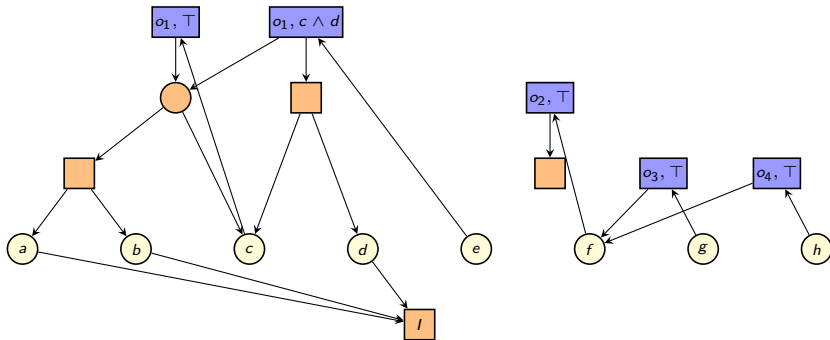 o₁, ⊤
o₁, c ∧ d
o₂, ⊤
o₃, ⊤
o₄, ⊤
a
b
c
d
e
f
g
h
I